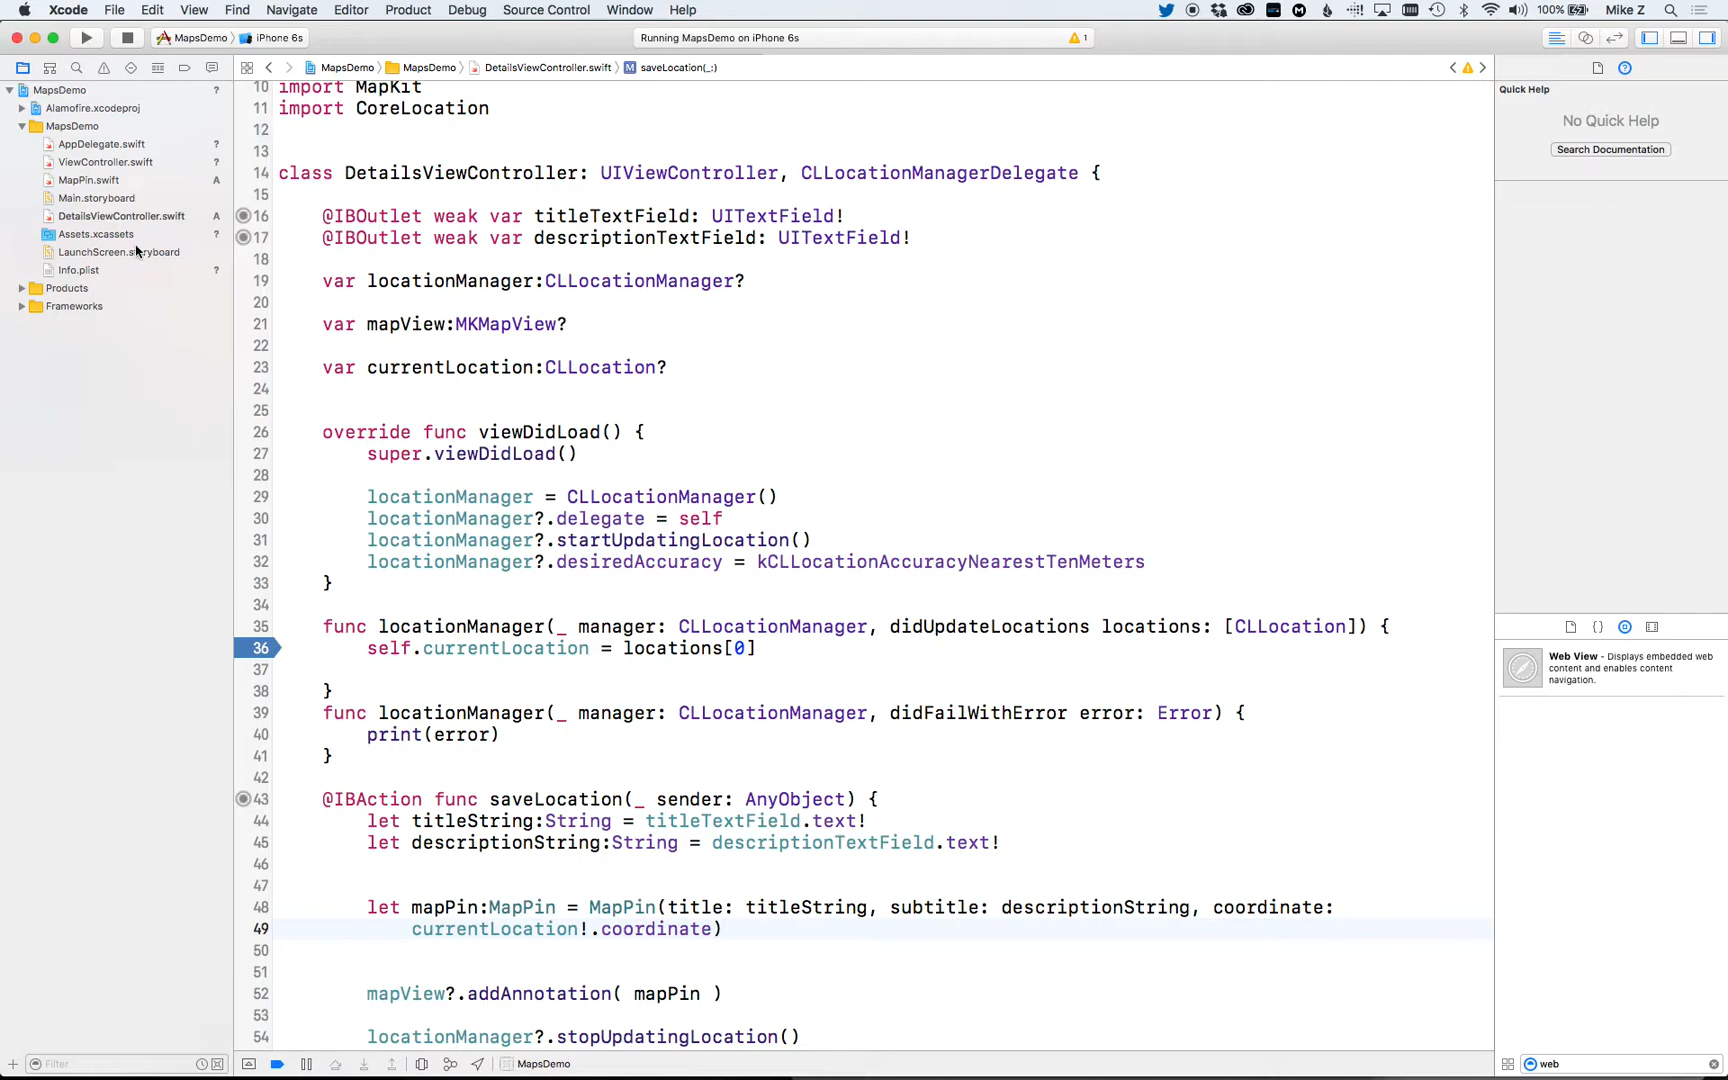 Xcode File Edit View Find Navigate Editor Product Debug Source Control Window Help 100% Mike Z
MapsDemo iPhone 6s Running MapsDemo on iPhone 6s 1
MapsDemo MapsDemo DetailsViewController.swift M saveLocation(_:)
MapsDemo ?
Alamofire.xcodeproj
MapsDemo
AppDelegate.swift ?
ViewController.swift ?
MapPin.swift A
Main.storyboard
DetailsViewController.swift A
Assets.xcassets ?
LaunchScreen.storyboard
Info.plist ?
Products
Frameworks
Filter
10 import MapKit
11 import CoreLocation
12
13
14 class DetailsViewController: UIViewController, CLLocationManagerDelegate {
15
16 @IBOutlet weak var titleTextField: UITextField!
17 @IBOutlet weak var descriptionTextField: UITextField!
18
19 var locationManager:CLLocationManager?
20
21 var mapView:MKMapView?
22
23 var currentLocation:CLLocation?
24
25
26 override func viewDidLoad() {
27 super.viewDidLoad()
28
29 locationManager = CLLocationManager()
30 locationManager?.delegate = self
31 locationManager?.startUpdatingLocation()
32 locationManager?.desiredAccuracy = kCLLocationAccuracyNearestTenMeters
33 }
34
35 func locationManager(_ manager: CLLocationManager, didUpdateLocations locations: [CLLocation]) {
36 self.currentLocation = locations[0]
37
38 }
39 func locationManager(_ manager: CLLocationManager, didFailWithError error: Error) {
40 print(error)
41 }
42
43 @IBAction func saveLocation(_ sender: AnyObject) {
44 let titleString:String = titleTextField.text!
45 let descriptionString:String = descriptionTextField.text!
46
47
48 let mapPin:MapPin = MapPin(title: titleString, subtitle: descriptionString, coordinate:
49 currentLocation!.coordinate)
50
51
52 mapView?.addAnnotation( mapPin )
53
54 locationManager?.stopUpdatingLocation()
MapsDemo
Quick Help
No Quick Help
Search Documentation
Web View - Displays embedded web
content and enables content
navigation.
web